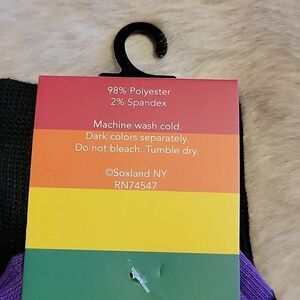 98% Polyester
2% Spandex
Machine wash cold.
Dark colors separately.
Do not bleach. Tumble dry.
©Soxland NY
RN74547